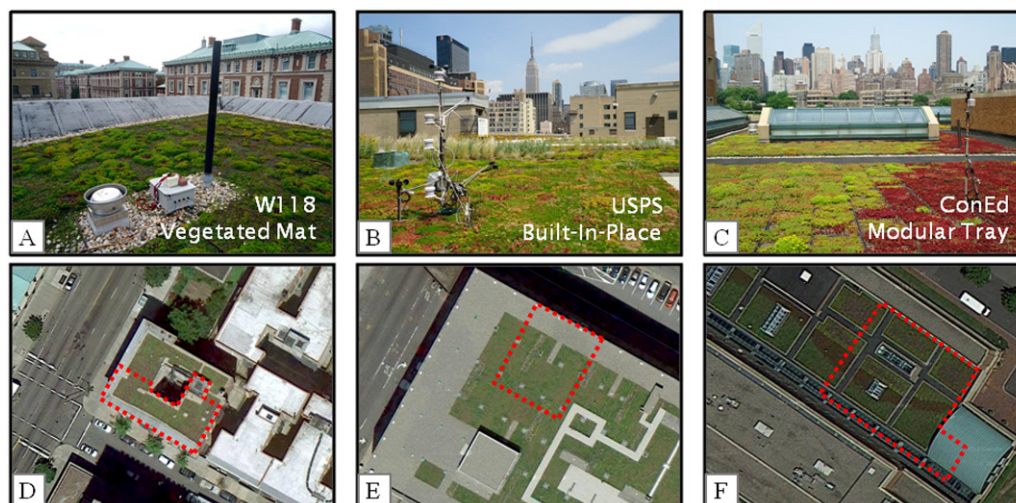 W118
Vegetated Mat
A
USPS
Built-In-Place
B
ConEd
Modular Tray
C
D
E
F